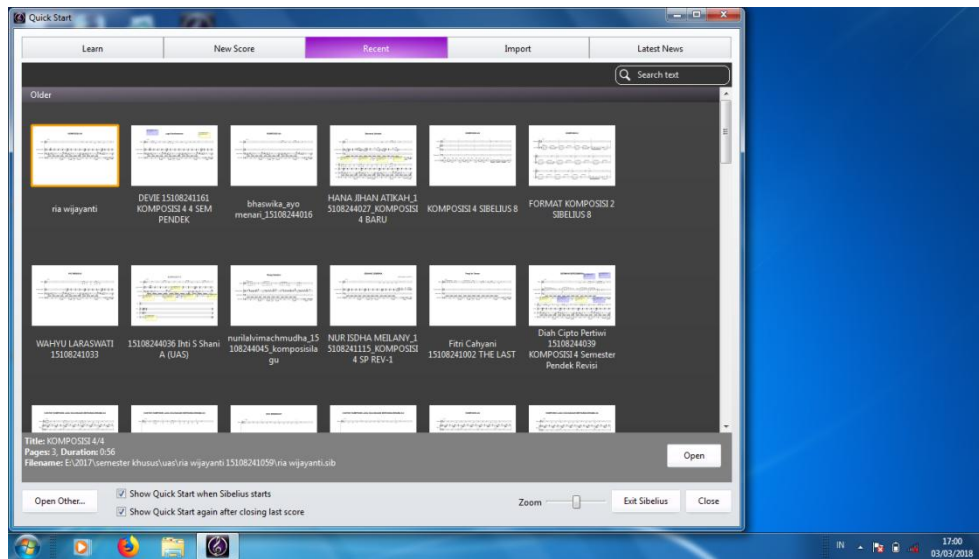 Quick Start
Learn
New Score
Recent
Import
Latest News
Search text
Older
ria wijayanti
DEVIE 15108241161
KOMPOSISI 4 4 SEM
PENDEK
bhaswika_ayo
menari_15108244016
HANA JIHAN ATIKAH_1
5108244027_KOMPOSISI
4 BARU
KOMPOSISI 4 SIBELIUS 8
FORMAT KOMPOSISI 2
SIBELIUS 8
WAHYU LARASWATI
15108241033
15108244036 Ihti S Shani
A (UAS)
nurilalvimachmudha_15
108244045_komposisila
gu
NUR ISDHA MEILANY_1
5108241115_KOMPOSISI
4 SP REV-1
Fitri Cahyani
15108241002 THE LAST
Diah Cipto Pertiwi
15108244039
KOMPOSISI 4 Semester
Pendek Revisi
Title: KOMPOSISI 4/4
Pages: 3, Duration: 0:56
Filename: E:\2017\semester khusus\uas\ria wijayanti 15108241059\ria wijayanti.sib
Open
Open Other...
Show Quick Start when Sibelius starts
Show Quick Start again after closing last score
Zoom
Exit Sibelius
Close
IN
17:00
03/03/2018